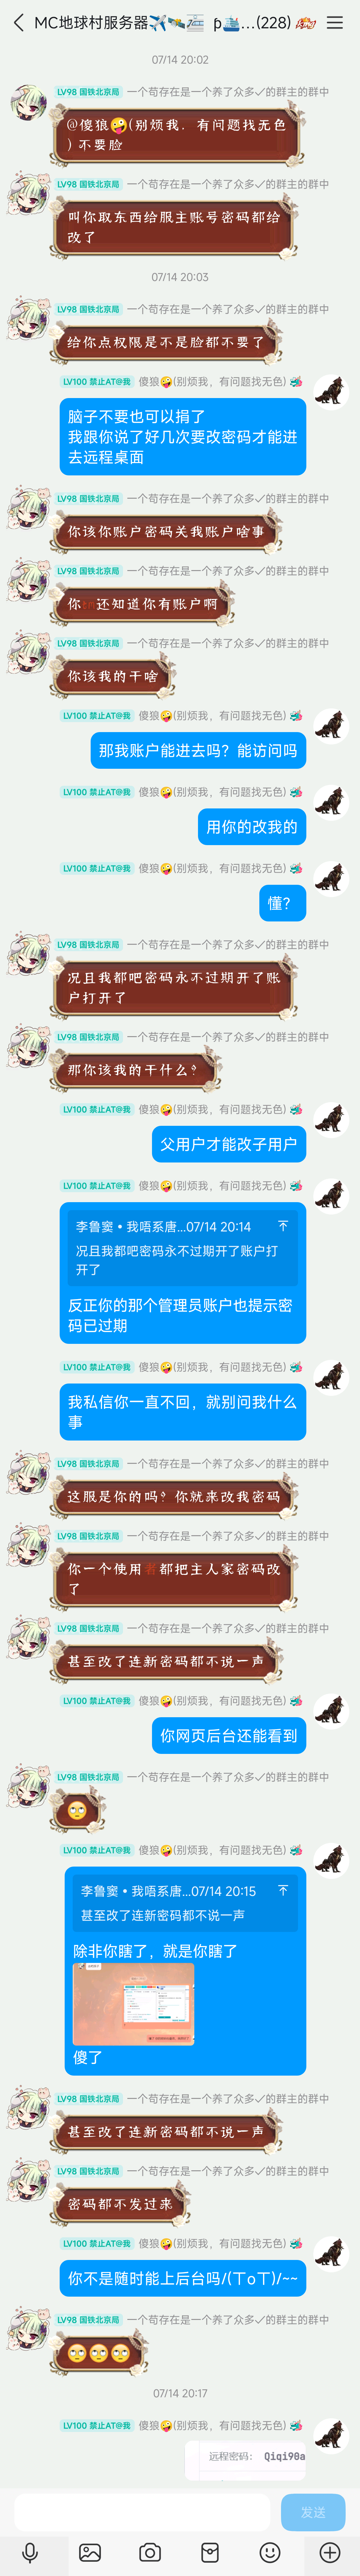 MC地球村服务器✈️🛰️🚈 ϸ🛳️...(228)
07/14 20:02
LV98 国铁北京局 一个苟存在是一个养了众多✓的群主的群中
@傻狼🤪(别烦我，有问题找无色
) 不要脸
LV98 国铁北京局 一个苟存在是一个养了众多✓的群主的群中
叫你取东西给服主账号密码都给
改了
07/14 20:03
LV98 国铁北京局 一个苟存在是一个养了众多✓的群主的群中
给你点权限是不是脸都不要了
LV100 禁止AT@我 傻狼🤪(别烦我，有问题找无色)
脑子不要也可以捐了
我跟你说了好几次要改密码才能进
去远程桌面
LV98 国铁北京局 一个苟存在是一个养了众多✓的群主的群中
你该你账户密码关我账户啥事
LV98 国铁北京局 一个苟存在是一个养了众多✓的群主的群中
你 还知道你有账户啊
LV98 国铁北京局 一个苟存在是一个养了众多✓的群主的群中
你该我的干啥
LV100 禁止AT@我 傻狼🤪(别烦我，有问题找无色)
那我账户能进去吗？能访问吗
LV100 禁止AT@我 傻狼🤪(别烦我，有问题找无色)
用你的改我的
LV100 禁止AT@我 傻狼🤪(别烦我，有问题找无色)
懂？
LV98 国铁北京局 一个苟存在是一个养了众多✓的群主的群中
况且我都吧密码永不过期开了账
户打开了
LV98 国铁北京局 一个苟存在是一个养了众多✓的群主的群中
那你该我的干什么？
LV100 禁止AT@我 傻狼🤪(别烦我，有问题找无色)
父用户才能改子用户
LV100 禁止AT@我 傻狼🤪(别烦我，有问题找无色)
李鲁窦 • 我唔系唐...07/14 20:14
况且我都吧密码永不过期开了账户打
开了
反正你的那个管理员账户也提示密
码已过期
LV100 禁止AT@我 傻狼🤪(别烦我，有问题找无色)
我私信你一直不回，就别问我什么
事
LV98 国铁北京局 一个苟存在是一个养了众多✓的群主的群中
这服是你的吗？你就来改我密码
LV98 国铁北京局 一个苟存在是一个养了众多✓的群主的群中
你一个使用者都把主人家密码改
了
LV98 国铁北京局 一个苟存在是一个养了众多✓的群主的群中
甚至改了连新密码都不说一声
LV100 禁止AT@我 傻狼🤪(别烦我，有问题找无色)
你网页后台还能看到
LV98 国铁北京局 一个苟存在是一个养了众多✓的群主的群中
🙄
LV100 禁止AT@我 傻狼🤪(别烦我，有问题找无色)
李鲁窦 • 我唔系唐...07/14 20:15
甚至改了连新密码都不说一声
除非你瞎了，就是你瞎了
傻了
LV98 国铁北京局 一个苟存在是一个养了众多✓的群主的群中
甚至改了连新密码都不说一声
LV98 国铁北京局 一个苟存在是一个养了众多✓的群主的群中
密码都不发过来
LV100 禁止AT@我 傻狼🤪(别烦我，有问题找无色)
你不是随时能上后台吗/(ToT)/~~
LV98 国铁北京局 一个苟存在是一个养了众多✓的群主的群中
🙄🙄🙄
07/14 20:17
LV100 禁止AT@我 傻狼🤪(别烦我，有问题找无色)
远程密码： Qiqi90a
发送